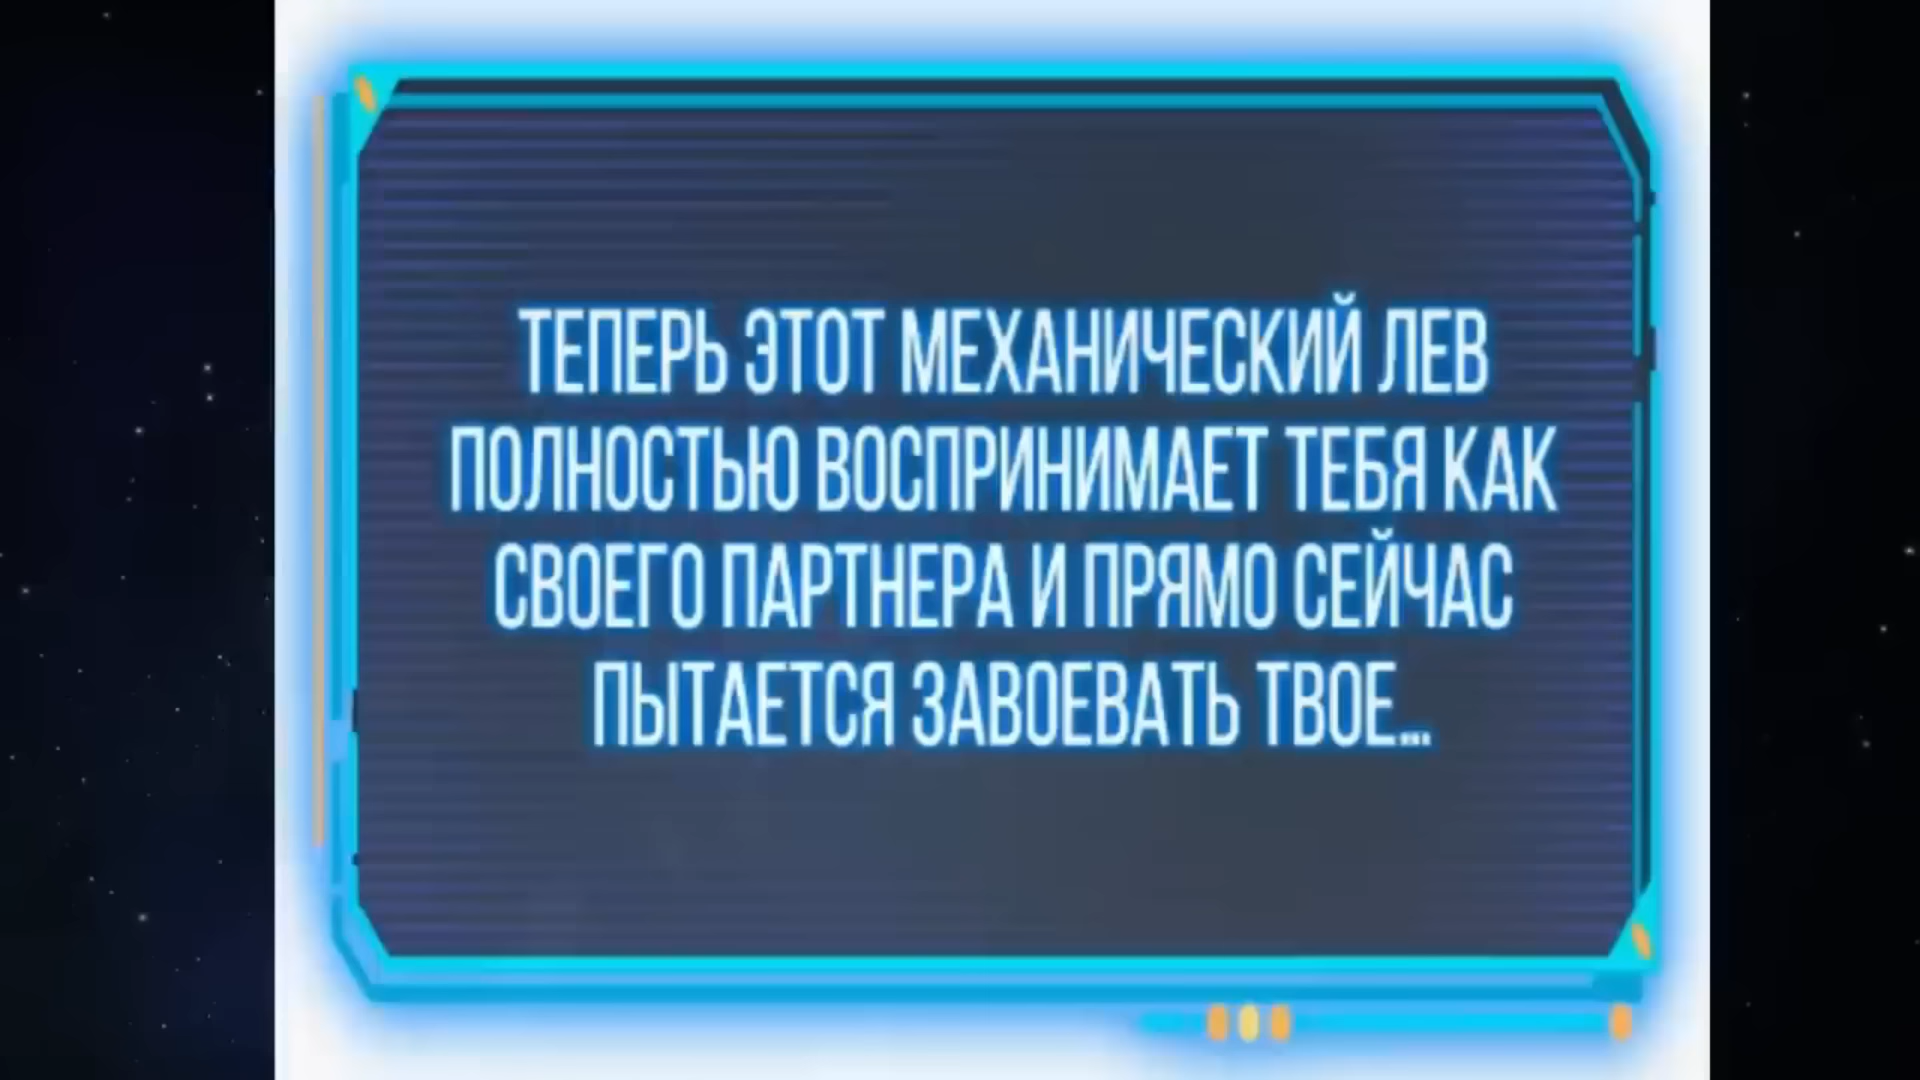 ТЕПЕРЬ ЭТОТ МЕХАНИЧЕСКИЙ ЛЕВ
ПОЛНОСТЬЮ ВОСПРИНИМАЕТ ТЕБЯ КАК
СВОЕГО ПАРТНЕРА И ПРЯМО СЕЙЧАС
ПЫТАЕТСЯ ЗАВОЕВАТЬ ТВОЕ...